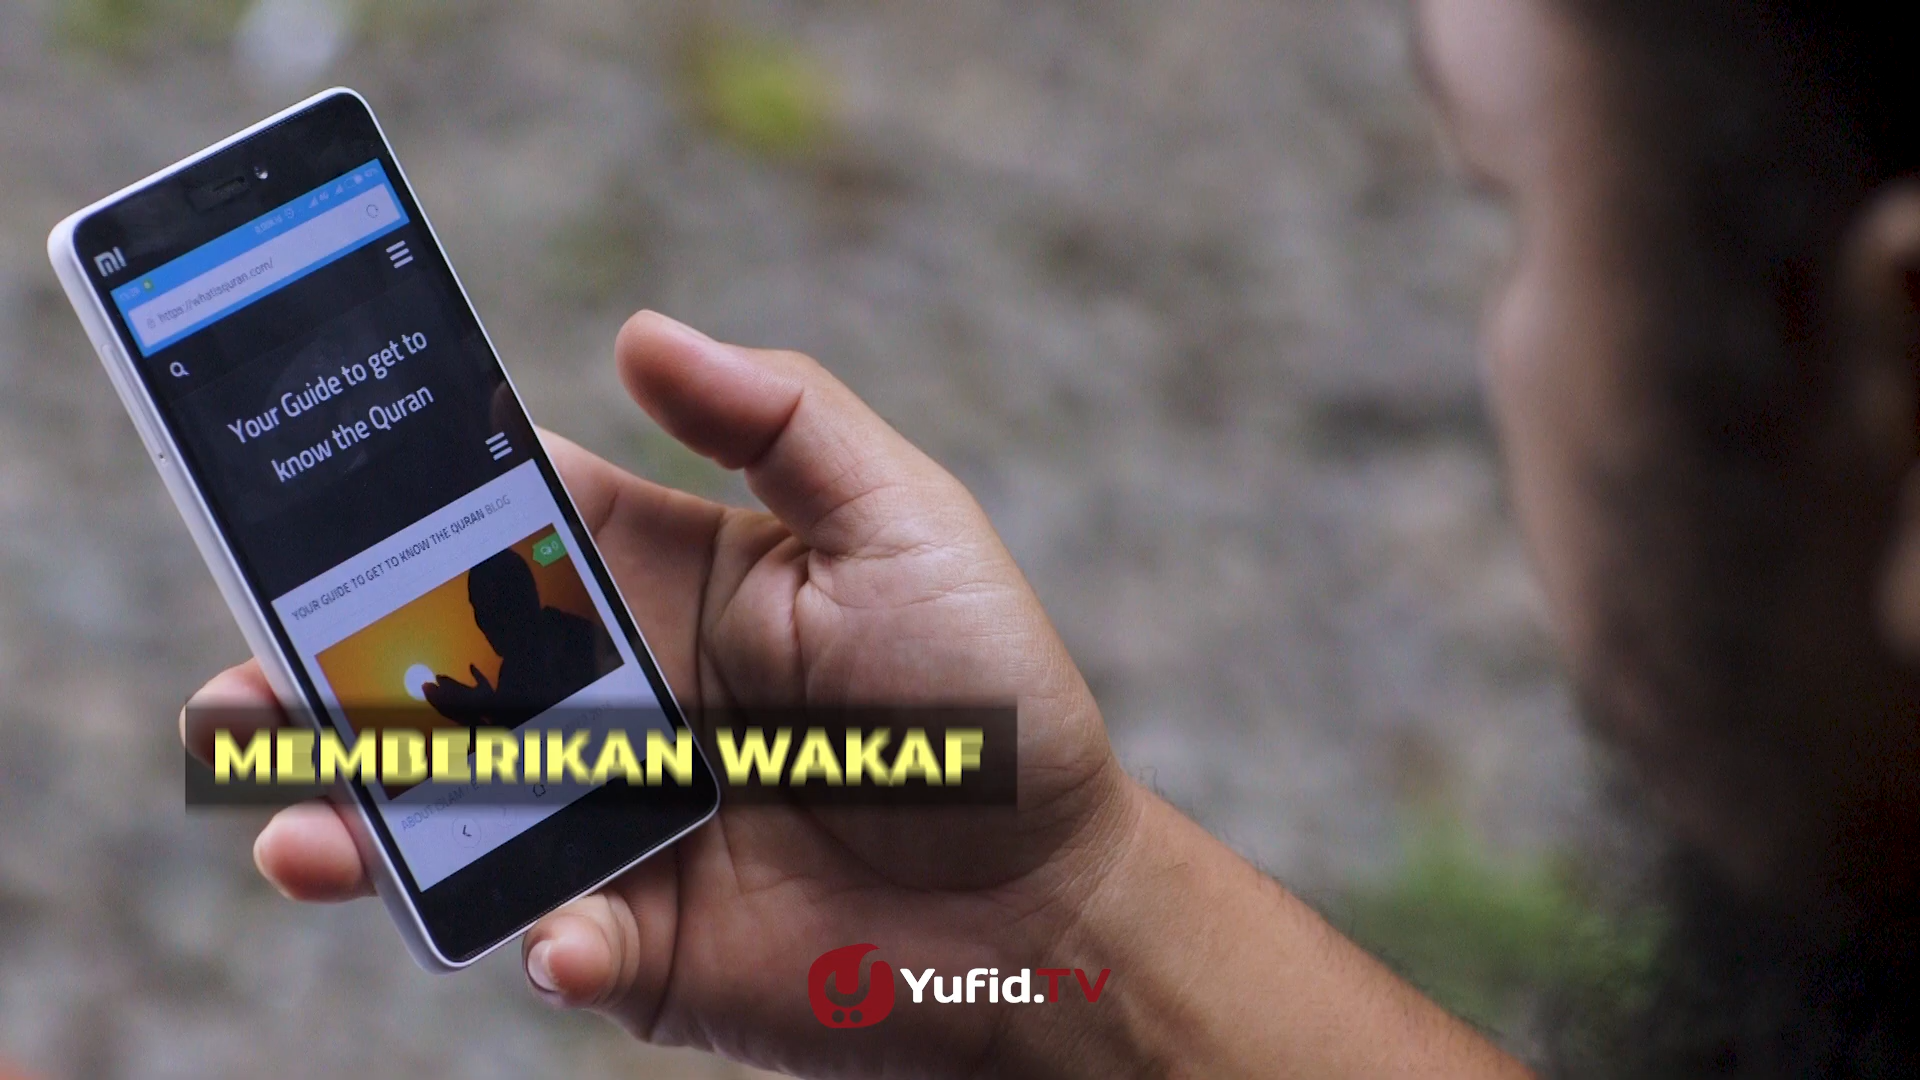 mi
https://whatisquran.com/
Your Guide to get to
know the Quran
YOUR GUIDE TO GET TO KNOW THE QURAN BLOG
0
MEMBERIKAN WAKAF
Yufid.TV